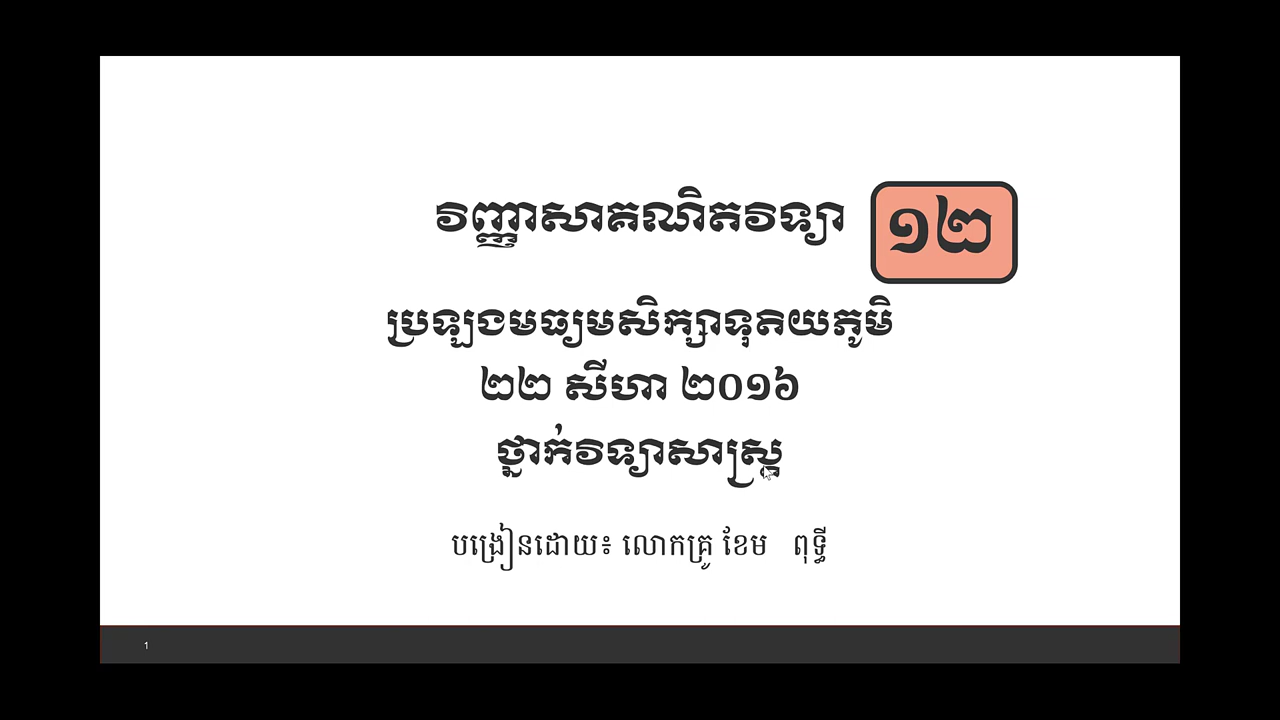 វិញ្ញាសាគណិតវិទ្យា ១២
ប្រឡងមធ្យមសិក្សាទុតិយភូមិ
២២ សីហា ២០១៦
ថ្នាក់វិទ្យាសាស្ត្រ
បង្រៀនដោយ៖ លោកគ្រូ ខែម ពុទ្ធី
1